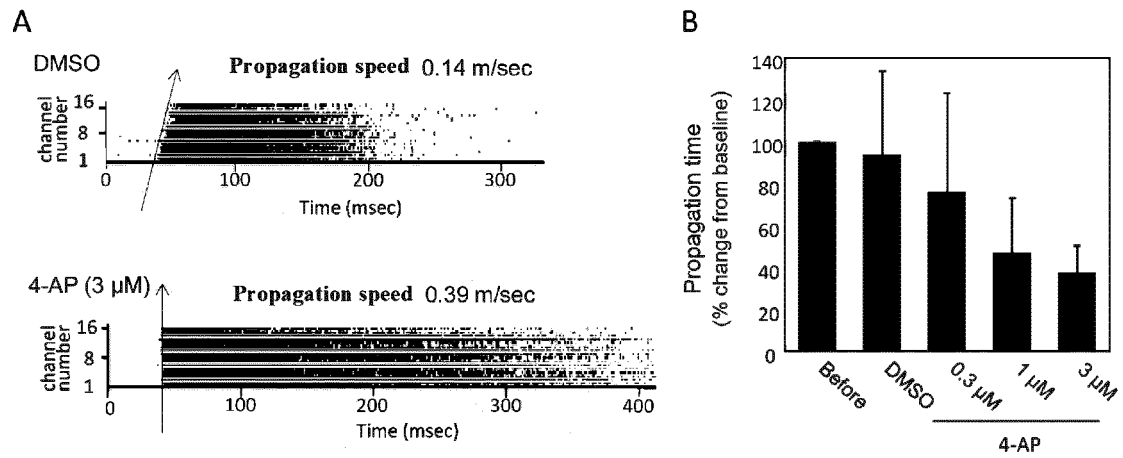 A
DMSO
Propagation speed 0.14 m/sec
channel
number
16
8
1
0 100 200 300
Time (msec)
4-AP (3 µM)
Propagation speed 0.39 m/sec
channel
number
16
8
1
0 100 200 300 400
Time (msec)
B
Propagation time
(% change from baseline)
140
120
100
80
60
40
20
0
Before
DMSO
0.3 µM
1 µM
3 µM
4-AP